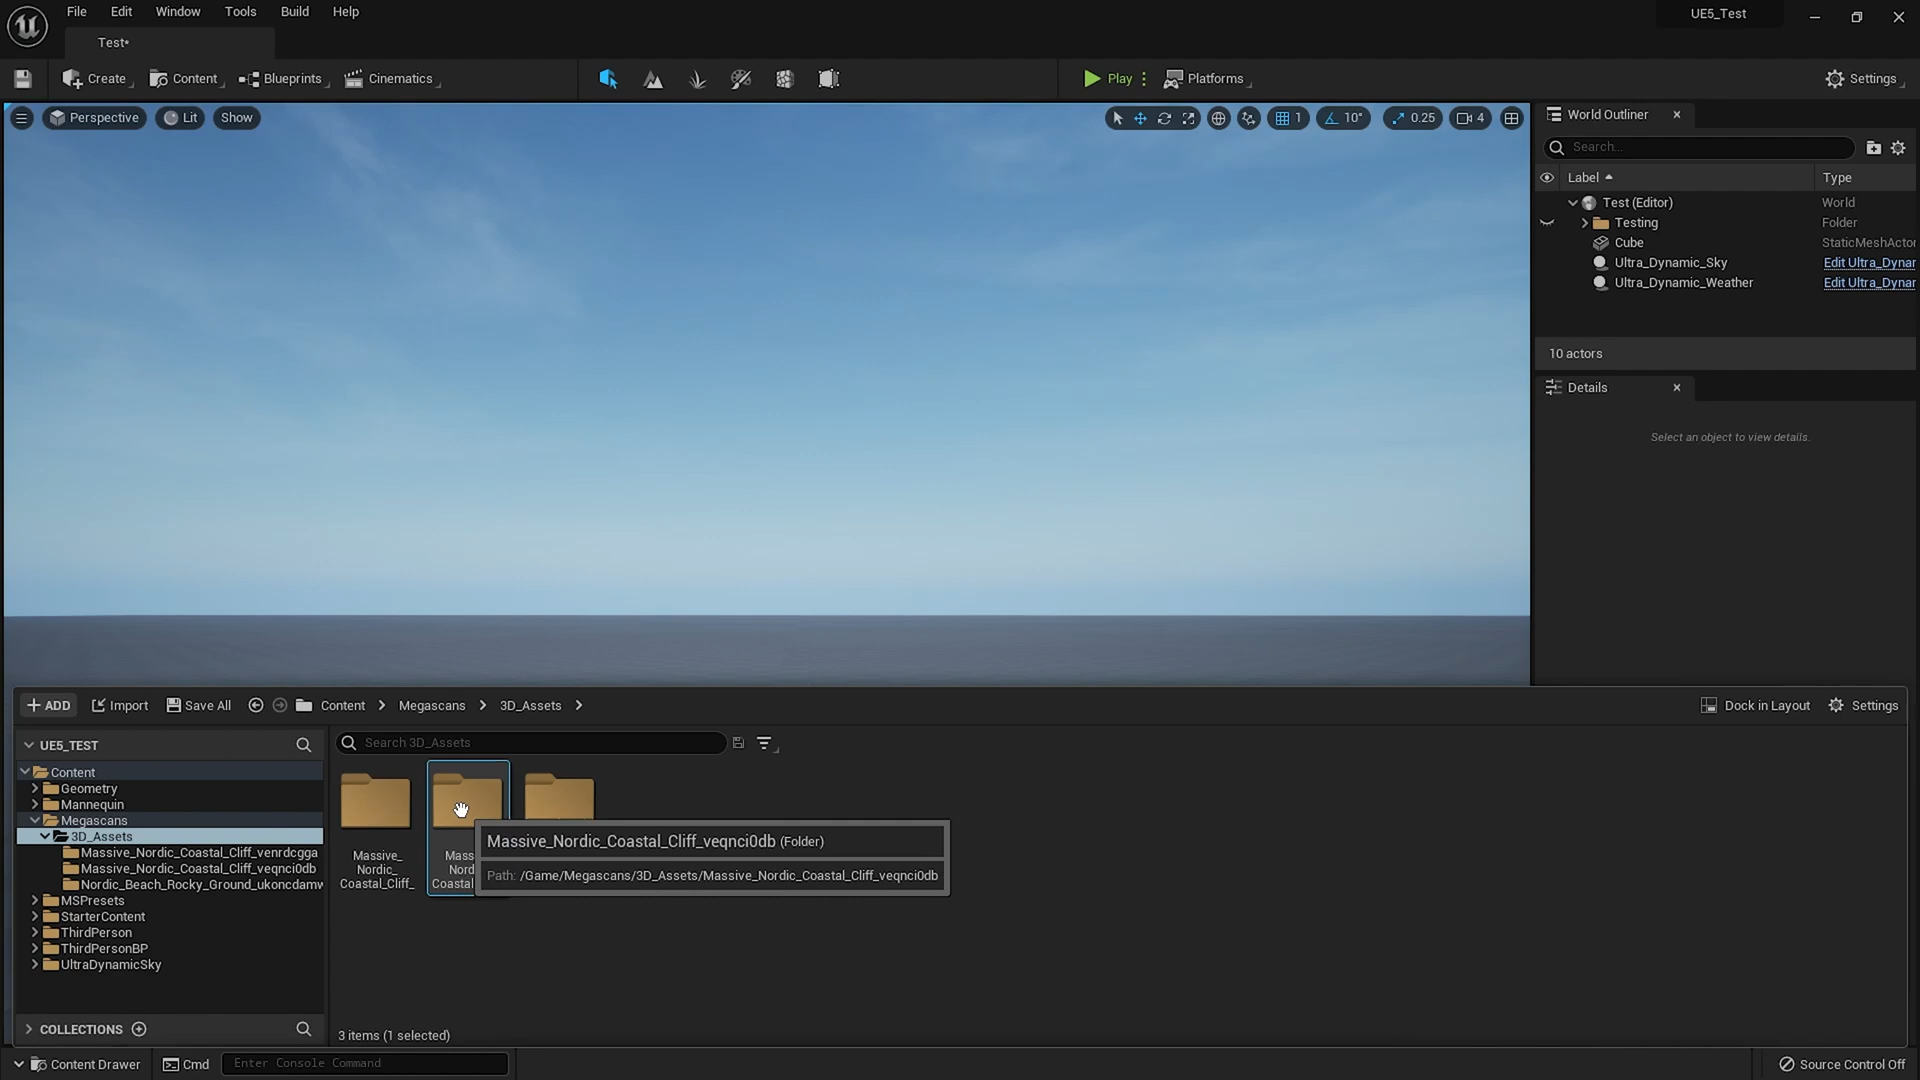 File Edit Window Tools Build Help
UE5_Test
Test*
Create Content Blueprints Cinematics Play Platforms Settings
Perspective Lit Show 1 10° 0.25 4
World Outliner
Search...
Label Type
Test (Editor) World
Testing Folder
Cube StaticMeshActor
Ultra_Dynamic_Sky Edit Ultra_Dynar
Ultra_Dynamic_Weather Edit Ultra_Dynar
10 actors
Details
Select an object to view details.
ADD Import Save All Content Megascans 3D_Assets Dock in Layout Settings
UE5_TEST
Search 3D_Assets
Content
Geometry
Mannequin
Megascans
3D_Assets
Massive_Nordic_Coastal_Cliff_venrdcgga
Massive_Nordic_Coastal_Cliff_veqnci0db
Nordic_Beach_Rocky_Ground_ukoncdamw
MSPresets
StarterContent
ThirdPerson
ThirdPersonBP
UltraDynamicSky
Massive_
Nordic_
Coastal_Cliff_
Mass
Nord
Coastal
Massive_Nordic_Coastal_Cliff_veqnci0db (Folder)
Path: /Game/Megascans/3D_Assets/Massive_Nordic_Coastal_Cliff_veqnci0db
COLLECTIONS
3 items (1 selected)
Content Drawer Cmd Enter Console Command Source Control Off